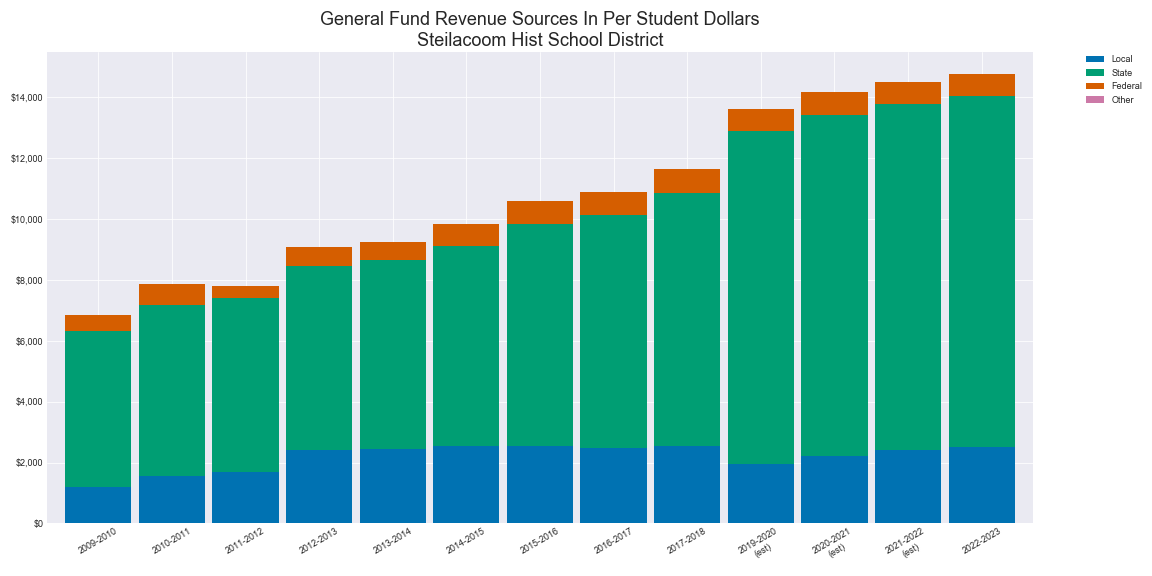 General Fund Revenue Sources In Per Student Dollars
Steilacoom Hist School District
Local
State
Federal
Other
$14,000
$12,000
$10,000
$8,000
$6,000
$4,000
$2,000
$0
2009-2010
2010-2011
2011-2012
2012-2013
2013-2014
2014-2015
2015-2016
2016-2017
2017-2018
2019-2020
(est)
2020-2021
(est)
2021-2022
(est)
2022-2023